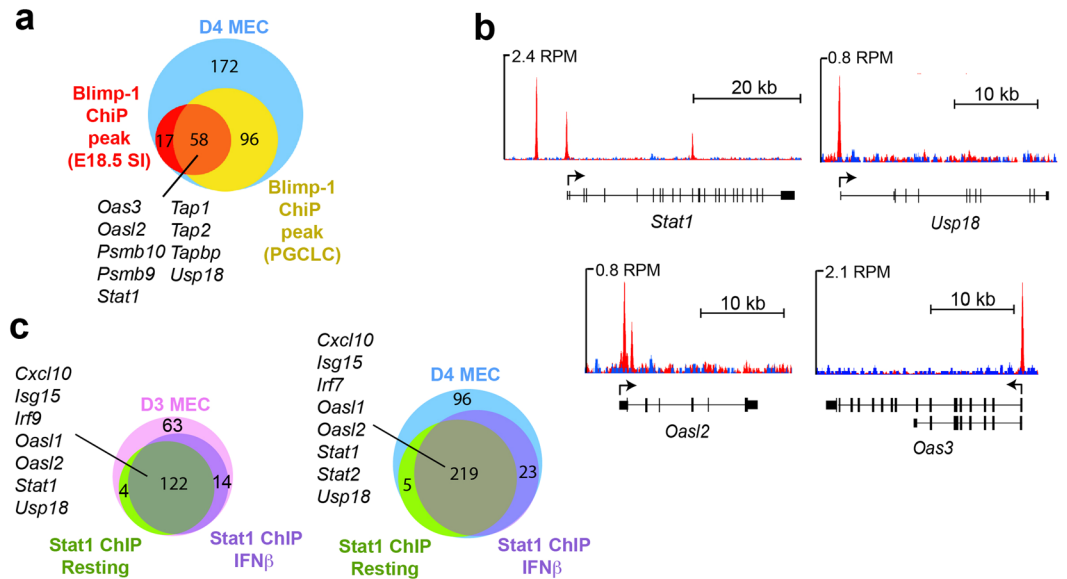 a
D4 MEC
172
Blimp-1
ChiP
peak
(E18.5 SI)
17
58
96
Blimp-1
ChiP
peak
(PGCLC)
Oas3
Oasl2
Psmb10
Psmb9
Stat1
Tap1
Tap2
Tapbp
Usp18
b
2.4 RPM
20 kb
Stat1
0.8 RPM
10 kb
Usp18
0.8 RPM
10 kb
Oasl2
2.1 RPM
10 kb
Oas3
c
Cxcl10
Isg15
Irf9
Oasl1
Oasl2
Stat1
Usp18
D3 MEC
63
4
122
14
Stat1 ChIP
Resting
Stat1 ChIP
IFNβ
Cxcl10
Isg15
Irf7
Oasl1
Oasl2
Stat1
Stat2
Usp18
D4 MEC
96
5
219
23
Stat1 ChIP
Resting
Stat1 ChIP
IFNβ